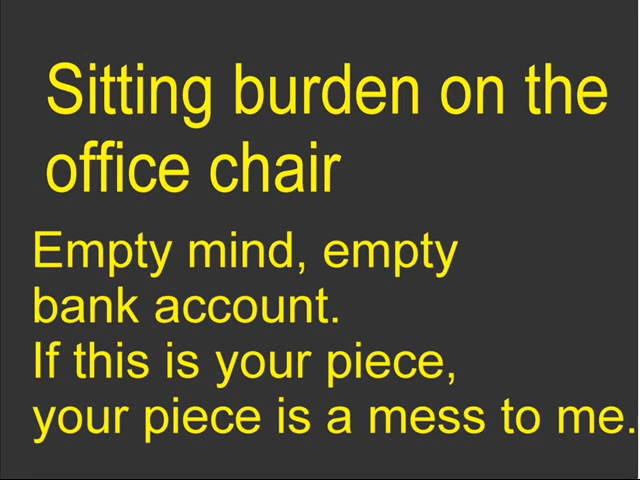 Sitting burden on the
office chair
Empty mind, empty
bank account.
If this is your piece,
your piece is a mess to me.